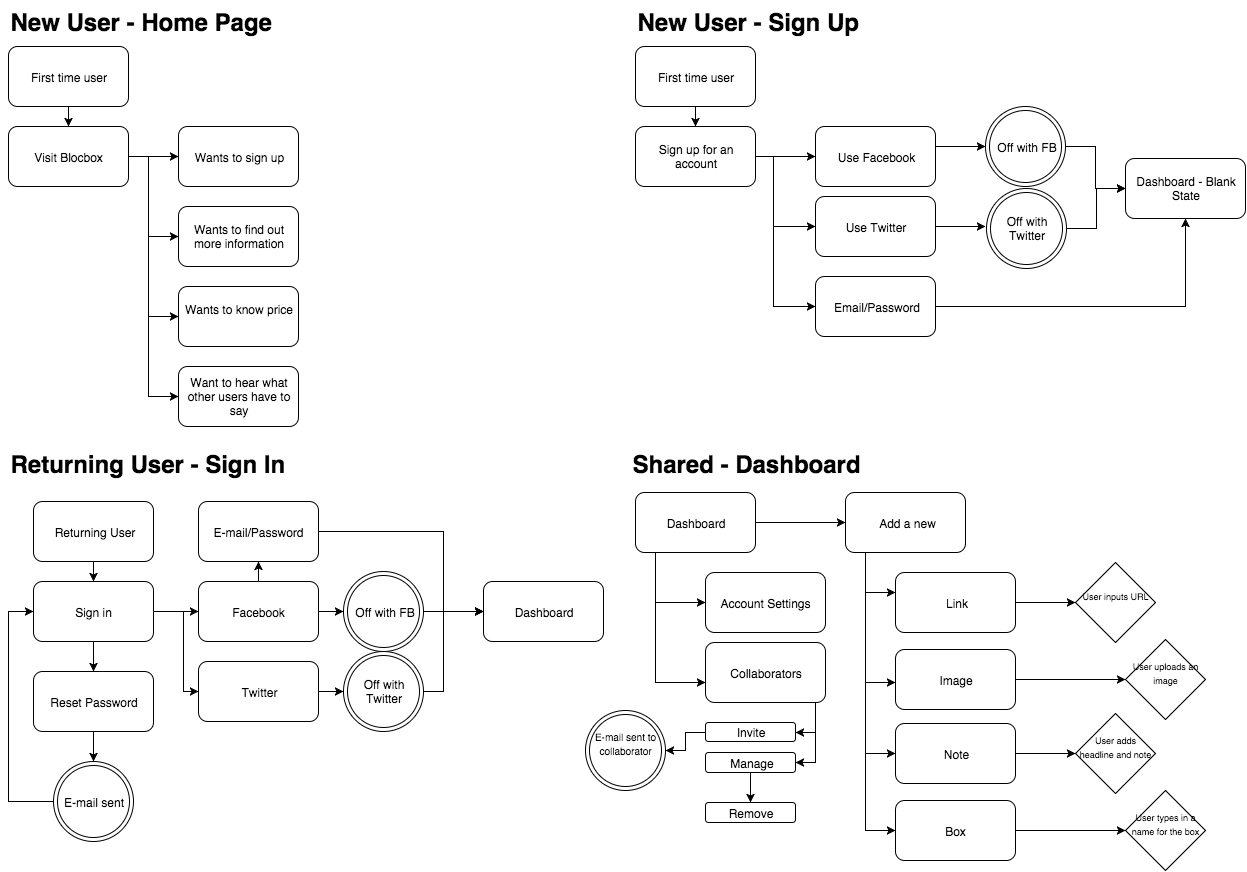 New User - Home Page
First time user
Visit Blocbox
Wants to sign up
Wants to find out
more information
Wants to know price
Want to hear what
other users have to
say
New User - Sign Up
First time user
Sign up for an
account
Use Facebook
Off with FB
Use Twitter
Off with
Twitter
Email/Password
Dashboard - Blank
State
Returning User - Sign In
Returning User
E-mail/Password
Sign in
Facebook
Off with FB
Dashboard
Reset Password
Twitter
Off with
Twitter
E-mail sent
Shared - Dashboard
Dashboard
Add a new
Account Settings
Collaborators
Invite
E-mail sent to
collaborator
Manage
Remove
Link
User inputs URL
Image
User uploads an
image
Note
User adds
headline and note
Box
User types in a
name for the box